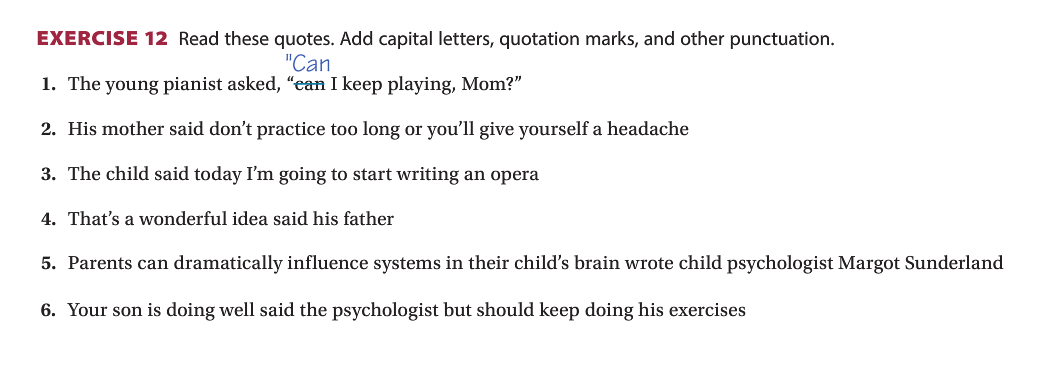 EXERCISE 12 Read these quotes. Add capital letters, quotation marks, and other punctuation.
"Can
1. The young pianist asked, “can I keep playing, Mom?”
2. His mother said don’t practice too long or you’ll give yourself a headache
3. The child said today I’m going to start writing an opera
4. That’s a wonderful idea said his father
5. Parents can dramatically influence systems in their child’s brain wrote child psychologist Margot Sunderland
6. Your son is doing well said the psychologist but should keep doing his exercises